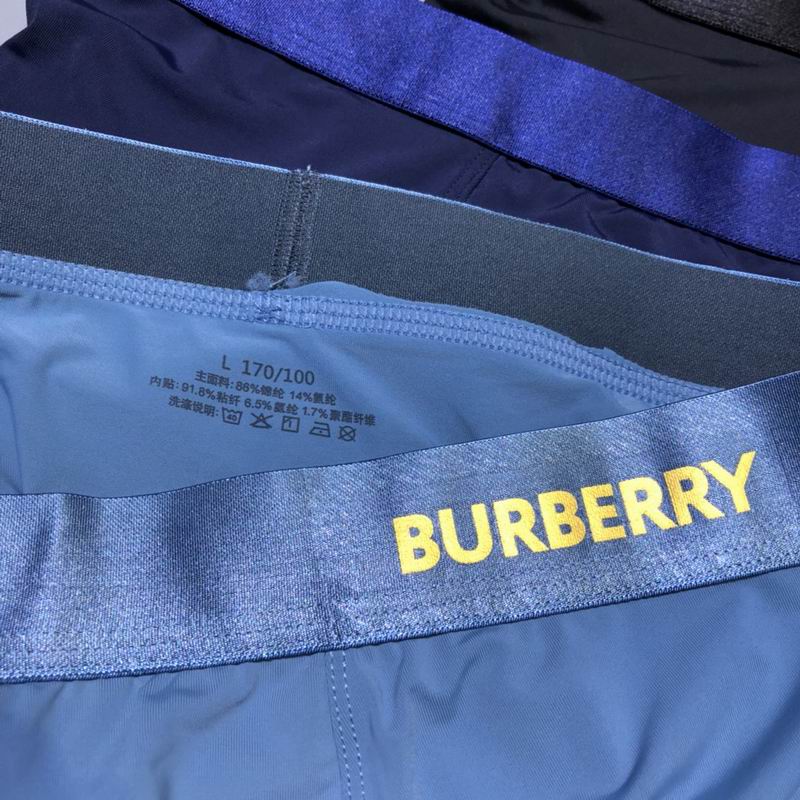 L 170/100
主面料: 86%锦纶 14%氨纶
内贴: 91.8%粘纤 6.5%氨纶 1.7%聚酯纤维
洗涤说明: 40
BURBERRY